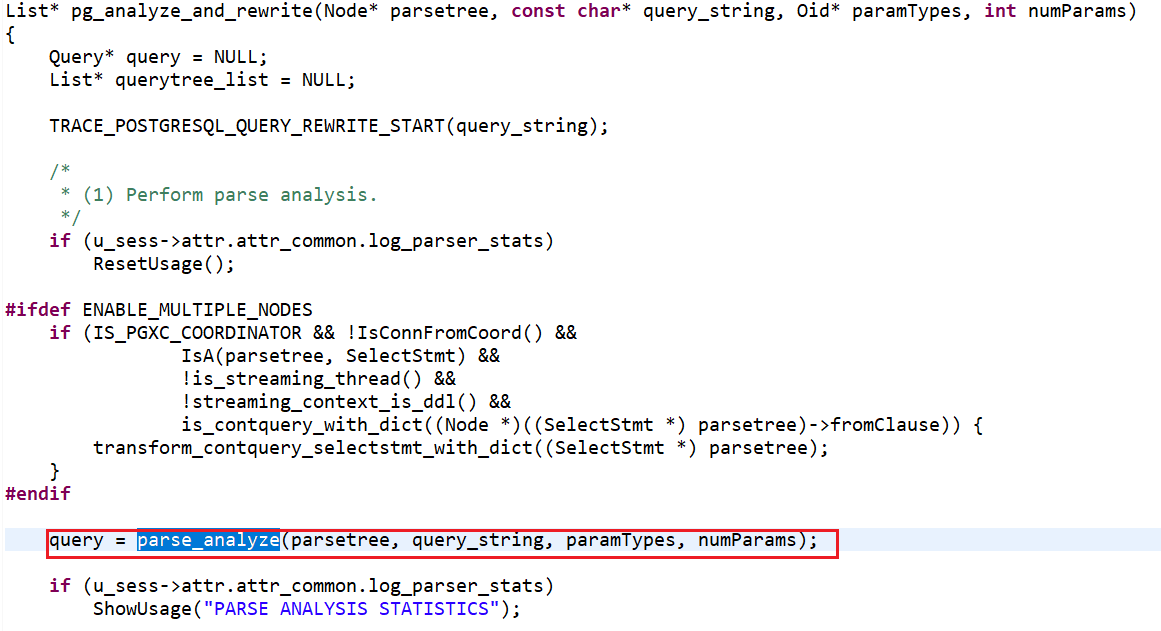 List* pg_analyze_and_rewrite(Node* parsetree, const char* query_string, Oid* paramTypes, int numParams)
{
    Query* query = NULL;
    List* querytree_list = NULL;

    TRACE_POSTGRESQL_QUERY_REWRITE_START(query_string);

    /*
     * (1) Perform parse analysis.
     */
    if (u_sess->attr.attr_common.log_parser_stats)
        ResetUsage();

#ifdef ENABLE_MULTIPLE_NODES
    if (IS_PGXC_COORDINATOR && !IsConnFromCoord() &&
            IsA(parsetree, SelectStmt) &&
            !is_streaming_thread() &&
            !streaming_context_is_ddl() &&
            is_contquery_with_dict((Node *)((SelectStmt *) parsetree)->fromClause)) {
        transform_contquery_selectstmt_with_dict((SelectStmt *) parsetree);
    }
#endif

    query = parse_analyze(parsetree, query_string, paramTypes, numParams);

    if (u_sess->attr.attr_common.log_parser_stats)
        ShowUsage("PARSE ANALYSIS STATISTICS");